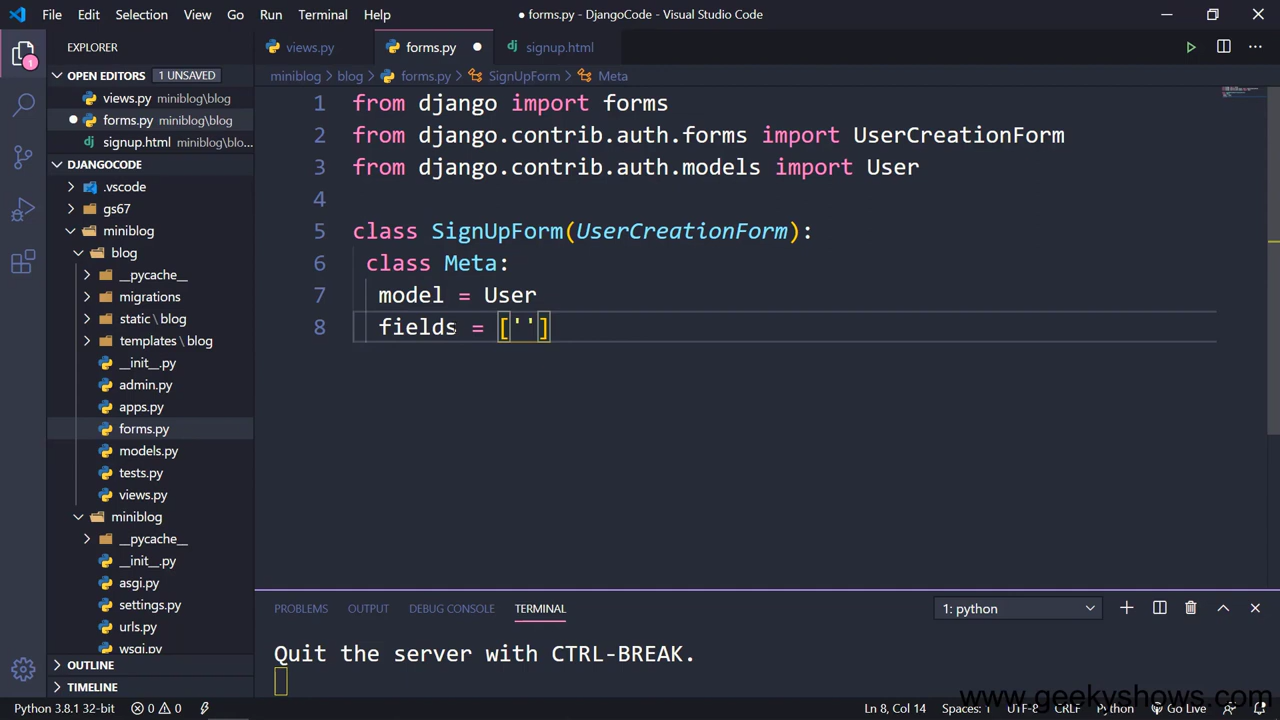 File Edit Selection View Go Run Terminal Help
● forms.py - DjangoCode - Visual Studio Code
EXPLORER
views.py forms.py ● signup.html
OPEN EDITORS 1 UNSAVED
views.py miniblog\blog
● forms.py miniblog\blog
signup.html miniblog\blo...
DJANGOCODE
.vscode
gs67
miniblog
blog
__pycache__
migrations
static \ blog
templates \ blog
__init__.py
admin.py
apps.py
forms.py
models.py
tests.py
views.py
miniblog
__pycache__
__init__.py
asgi.py
settings.py
urls.py
wsgi.py
OUTLINE
TIMELINE
1
miniblog > blog > forms.py > SignUpForm > Meta
1 from django import forms
2 from django.contrib.auth.forms import UserCreationForm
3 from django.contrib.auth.models import User
4
5 class SignUpForm(UserCreationForm):
6 class Meta:
7 model = User
8 fields = ['']
PROBLEMS OUTPUT DEBUG CONSOLE TERMINAL 1: python
Quit the server with CTRL-BREAK.
www.geekyshows.com
Python 3.8.1 32-bit 0 0 Ln 8, Col 14 Spaces: 1 UTF-8 CRLF Python Go Live